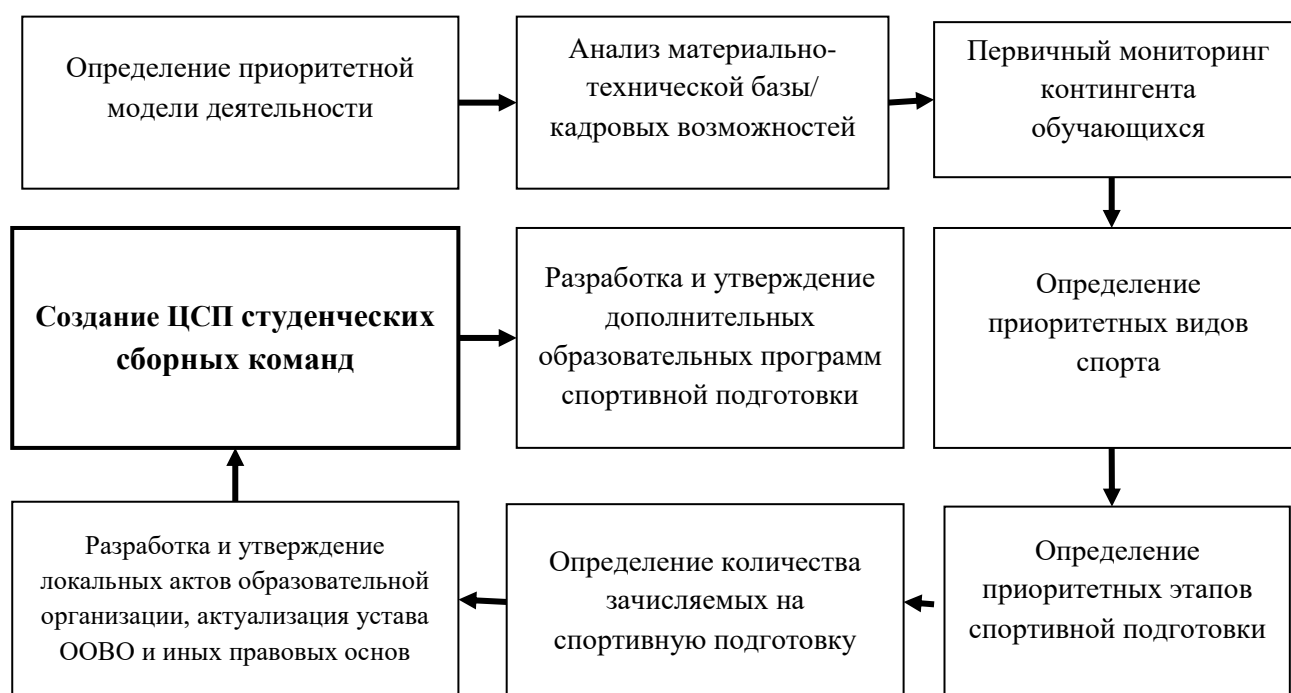 Определение приоритетной
модели деятельности
Анализ материально-
технической базы/
кадровых возможностей
Первичный мониторинг
контингента
обучающихся
Создание ЦСП студенческих
сборных команд
Разработка и утверждение
дополнительных
образовательных программ
спортивной подготовки
Определение
приоритетных видов
спорта
Разработка и утверждение
локальных актов образовательной
организации, актуализация устава
ООВО и иных правовых основ
Определение количества
зачисляемых на
спортивную подготовку
Определение
приоритетных этапов
спортивной подготовки